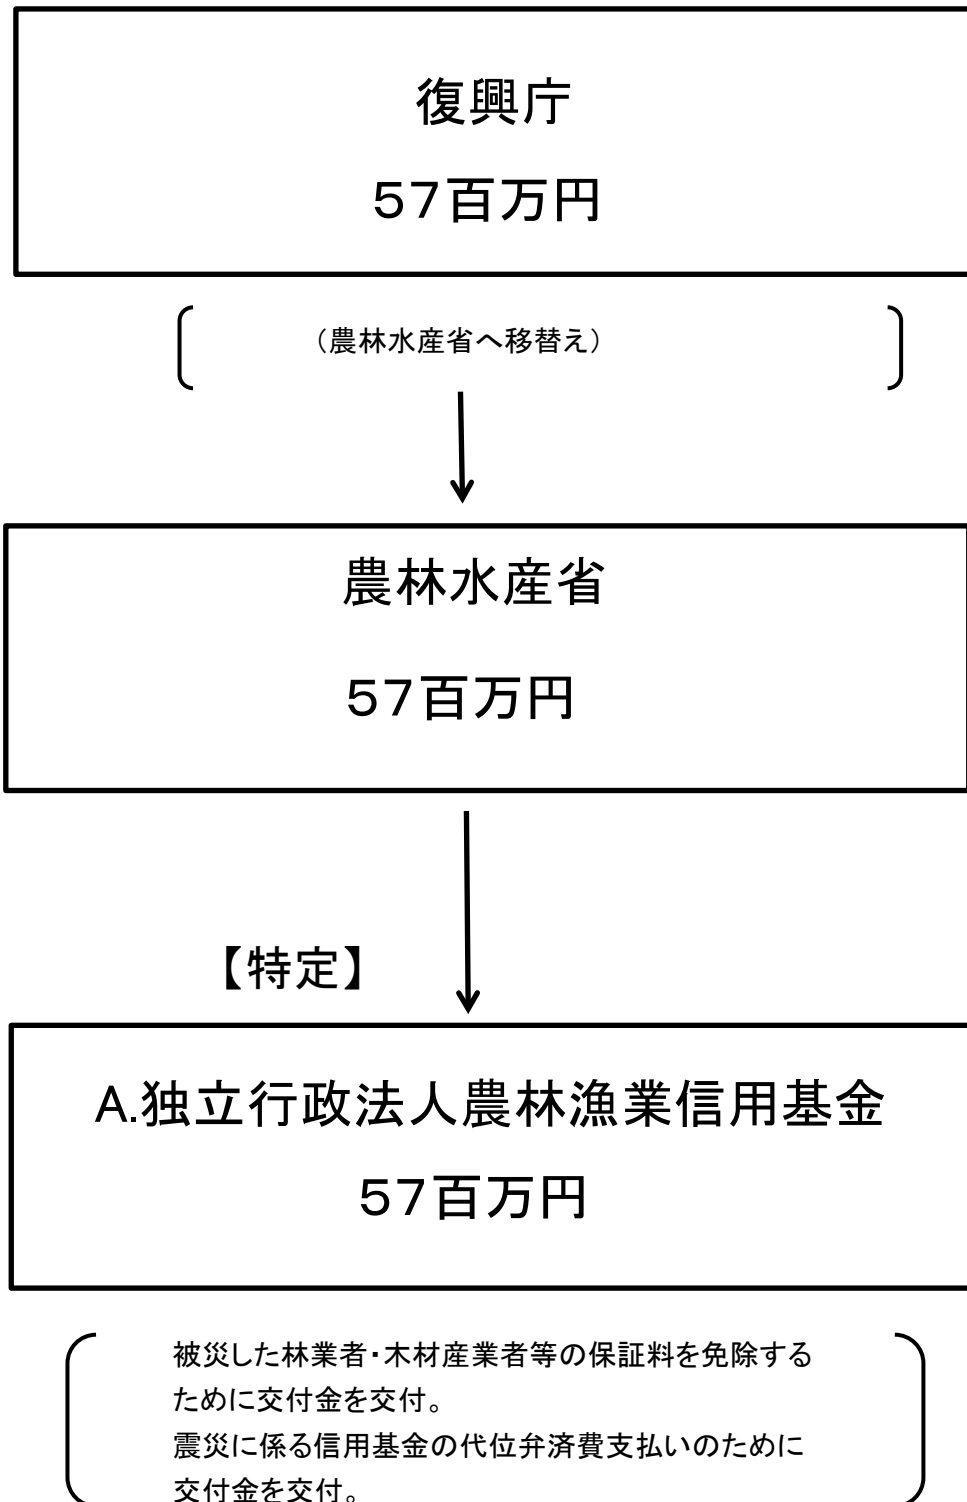 復興庁
５７百万円
（農林水産省へ移替え）
農林水産省
５７百万円
【特定】
A.独立行政法人農林漁業信用基金
５７百万円
被災した林業者・木材産業者等の保証料を免除する
ために交付金を交付。
震災に係る信用基金の代位弁済費支払いのために
交付金を交付。